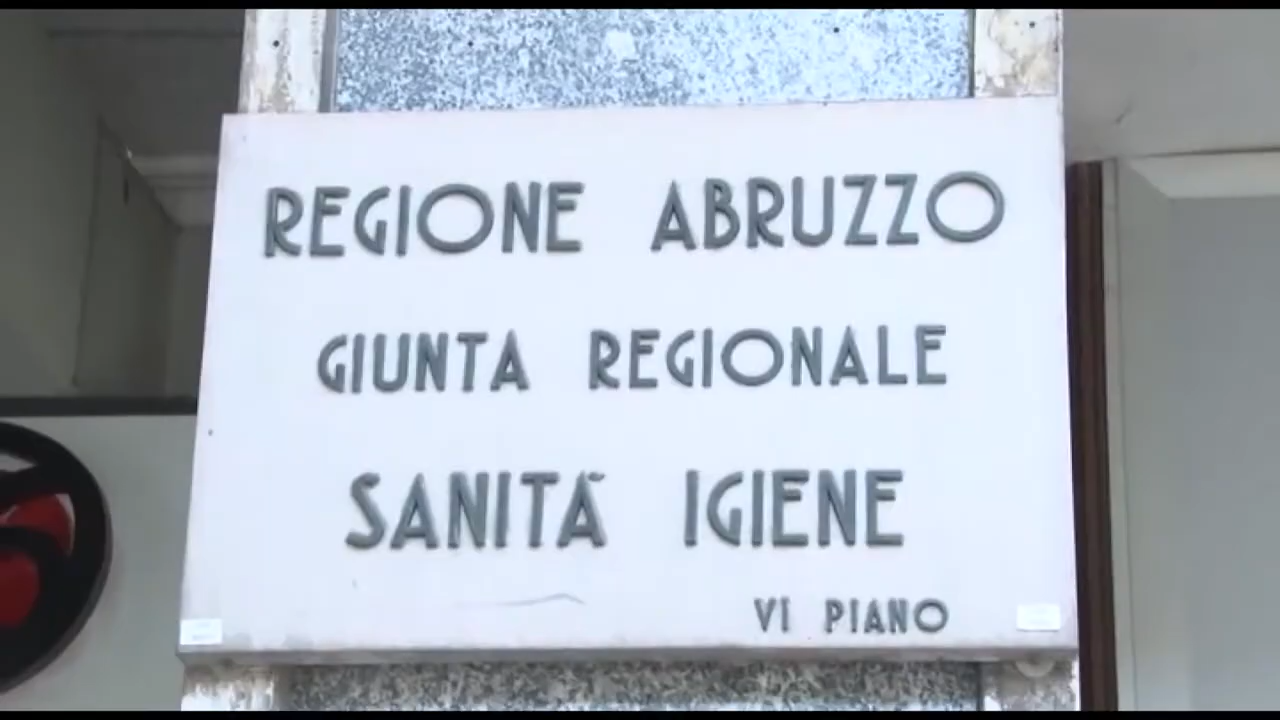 REGIONE ABRUZZO
GIUNTA REGIONALE
SANITÀ IGIENE
VI PIANO